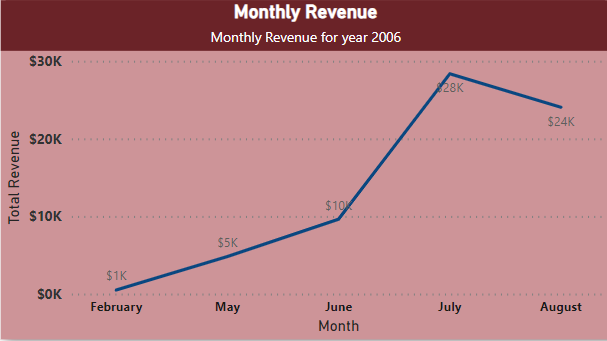 Monthly Revenue
Monthly Revenue for year 2006
$30K
$28K
$24K
$20K
Total Revenue
$10K
$10K
$5K
$1K
$0K
February May June July August
Month